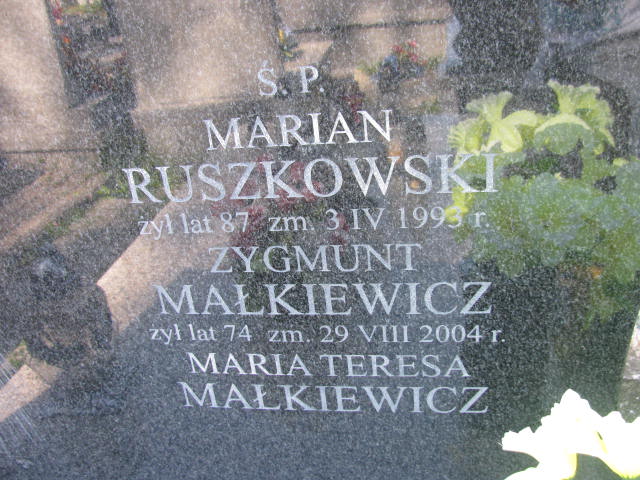 Ś. P.
MARIAN
RUSZKOWSKI
żył lat 87 zm. 3 IV 1993 r.
ZYGMUNT
MAŁKIEWICZ
żył lat 74 zm. 29 VIII 2004 r.
MARIA TERESA
MAŁKIEWICZ